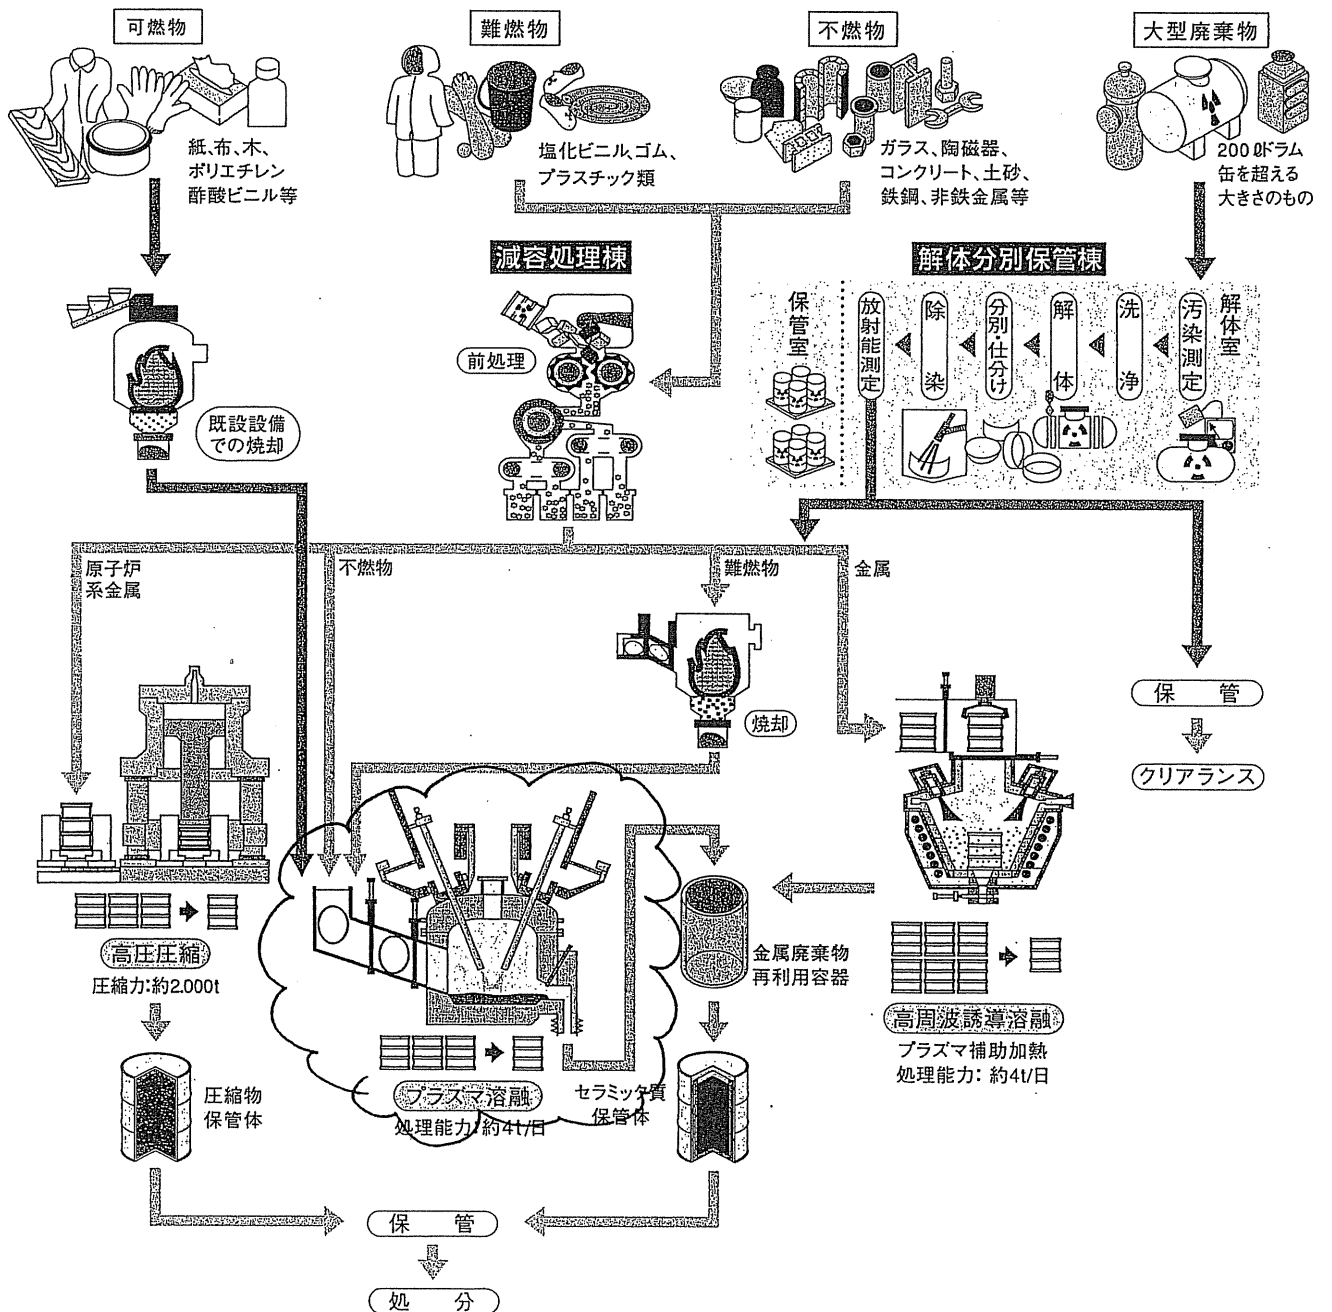 可燃物
難燃物
不燃物
大型廃棄物
紙、布、木、
ポリエチレン
酢酸ビニル等
塩化ビニル、ゴム、
プラスチック類
ガラス、陶磁器、
コンクリート、土砂、
鉄鋼、非鉄金属等
200ℓドラム
缶を超える
大きさのもの
減容処理棟
解体分別保管棟
前処理
既設設備
での焼却
解体室
汚染測定
洗浄
解体
分別・仕分け
除染
放射能測定
保管室
原子炉
系金属
不燃物
難燃物
金属
焼却
保管
クリアランス
高圧圧縮
圧縮力:約2.000t
金属廃棄物
再利用容器
高周波誘導溶融
プラズマ補助加熱
処理能力: 約4t/日
プラズマ溶融
処理能力:約4t/日
圧縮物
保管体
セラミック質
保管体
保管
処分